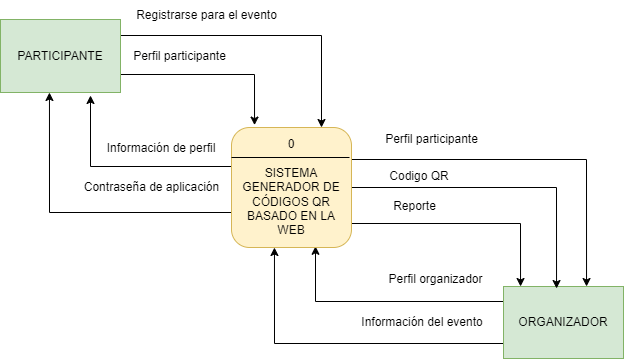 Registrarse para el evento
PARTICIPANTE
Perfil participante
0
Información de perfil
Contraseña de aplicación
SISTEMA
GENERADOR DE
CÓDIGOS QR
BASADO EN LA
WEB
Perfil participante
Codigo QR
Reporte
Perfil organizador
Información del evento
ORGANIZADOR